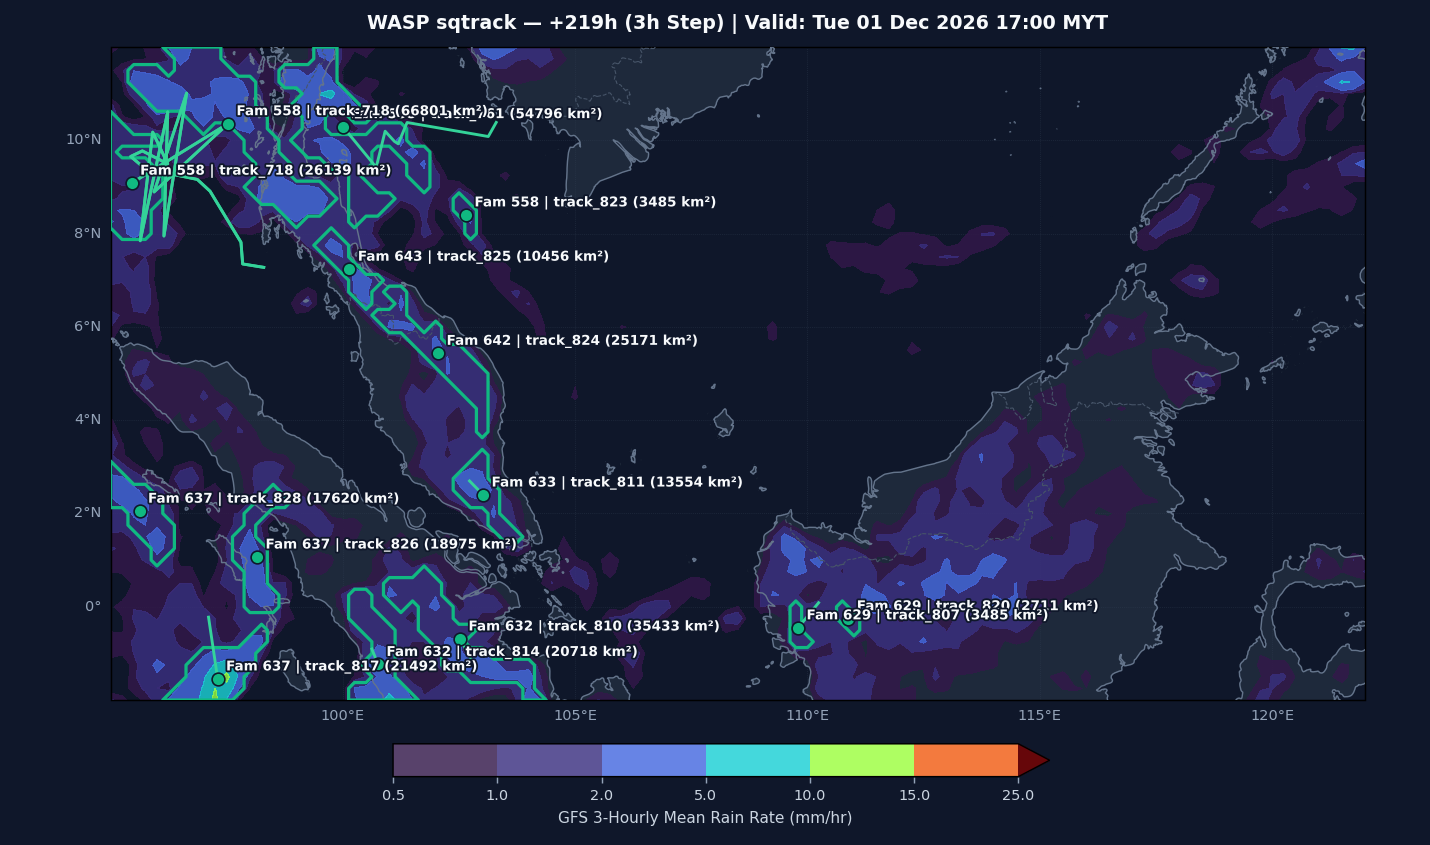 WASP sqtrack — +219h (3h Step) | Valid: Tue 01 Dec 2026 17:00 MYT
Fam 558 | track_718 (66801 km²)
61 (54796 km²)
10°N
Fam 558 | track_718 (26139 km²)
Fam 558 | track_823 (3485 km²)
8°N
Fam 643 | track_825 (10456 km²)
6°N
Fam 642 | track_824 (25171 km²)
4°N
Fam 633 | track_811 (13554 km²)
Fam 637 | track_828 (17620 km²)
2°N
Fam 637 | track_826 (18975 km²)
0°
Fam 629 | track_820 (2711 km²)
Fam 629 | track_807 (3485 km²)
Fam 632 | track_810 (35433 km²)
Fam 632 | track_814 (20718 km²)
Fam 637 | track_817 (21492 km²)
100°E 105°E 110°E 115°E 120°E
0.5 1.0 2.0 5.0 10.0 15.0 25.0
GFS 3-Hourly Mean Rain Rate (mm/hr)